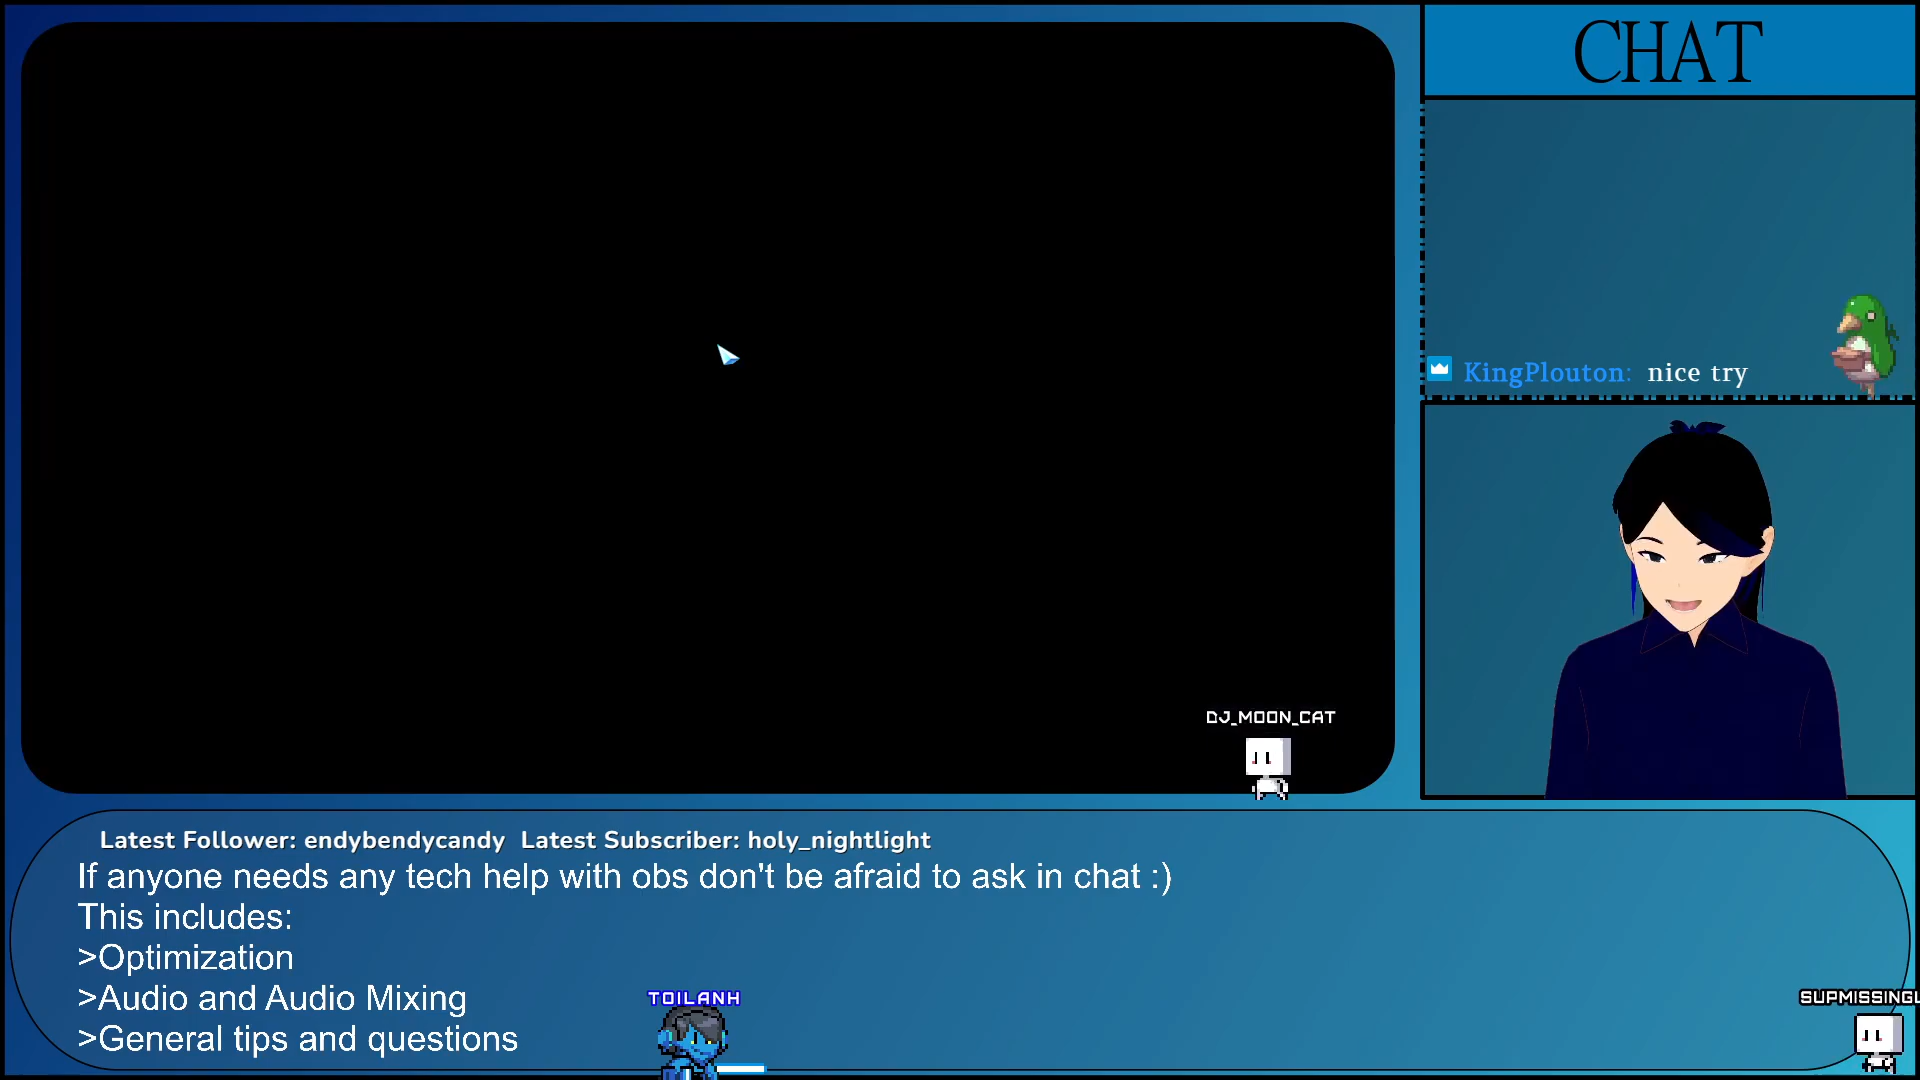 CHAT
KingPlouton: nice try
DJ_MOON_CAT
Latest Follower: endybendycandy Latest Subscriber: holy_nightlight
If anyone needs any tech help with obs don't be afraid to ask in chat :)
This includes:
>Optimization
>Audio and Audio Mixing
>General tips and questions
TOILANH